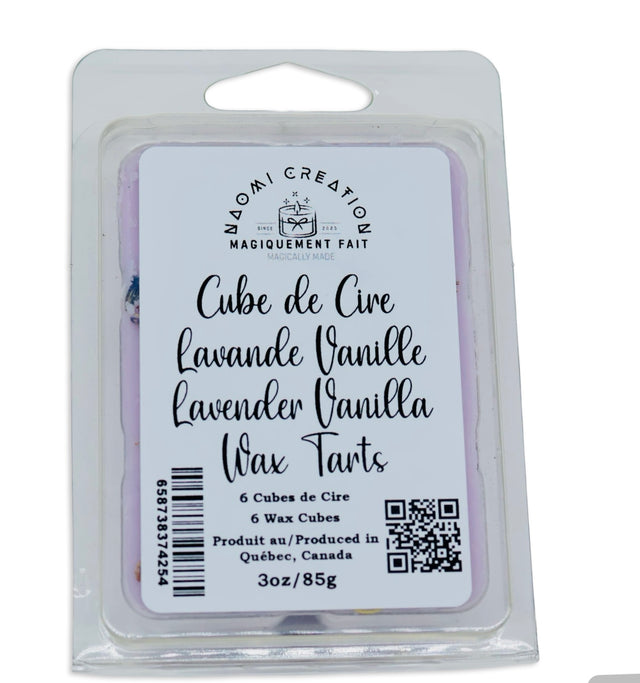 NAOMI CREATION
SINCE 2023
MAGIQUEMENT FAIT
MAGICALLY MADE
Cube de Cire
Lavande Vanille
Lavender Vanilla
Wax Tarts
6 Cubes de Cire
6 Wax Cubes
Produit au/Produced in
Québec, Canada
3oz/85g
658738374254